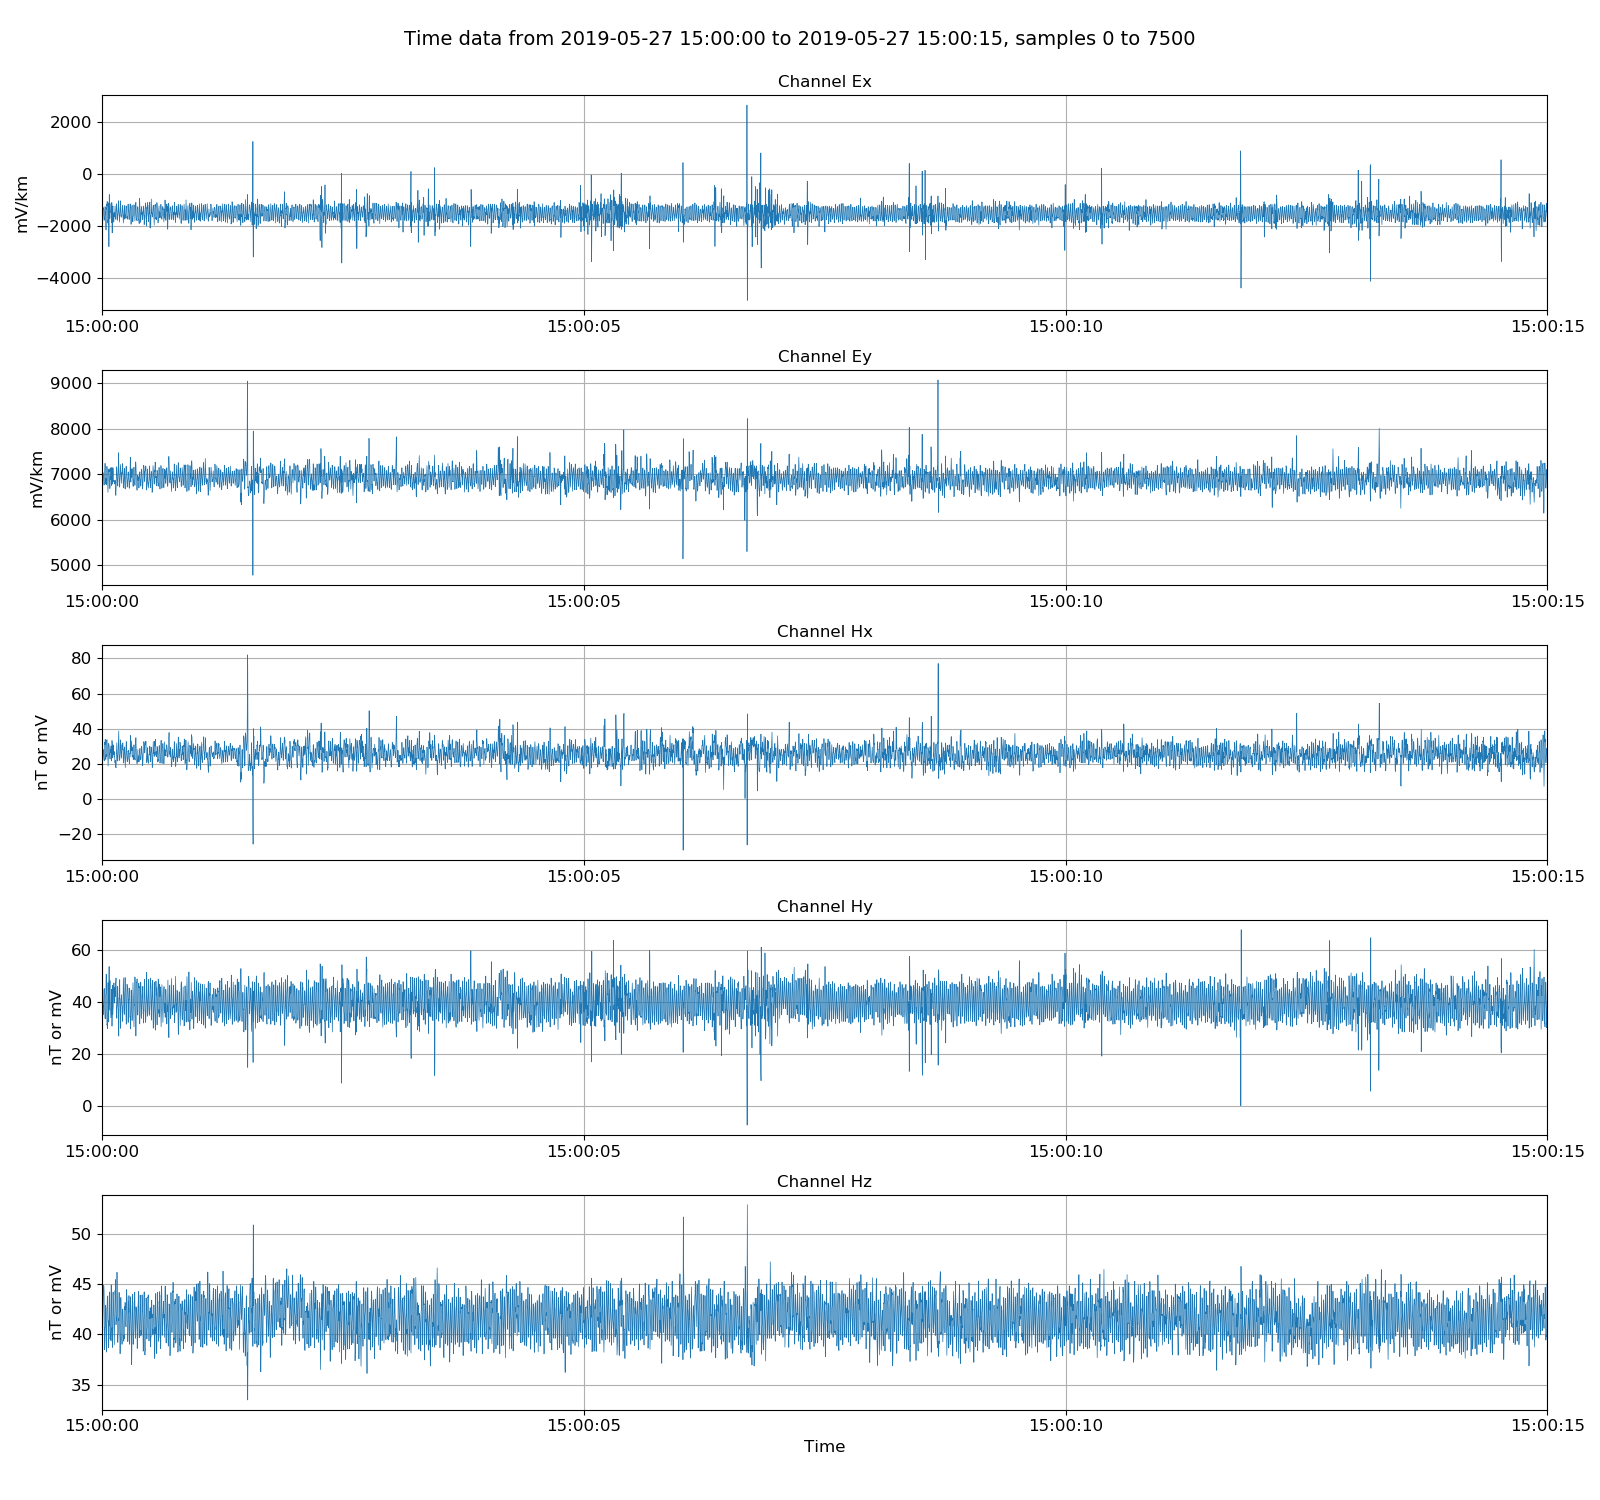 Time data from 2019-05-27 15:00:00 to 2019-05-27 15:00:15, samples 0 to 7500
Channel Ex
2000
0
−2000
−4000
mV/km
15:00:00 15:00:05 15:00:10 15:00:15
Channel Ey
9000
8000
7000
6000
5000
mV/km
15:00:00 15:00:05 15:00:10 15:00:15
Channel Hx
80
60
40
20
0
−20
nT or mV
15:00:00 15:00:05 15:00:10 15:00:15
Channel Hy
60
40
20
0
nT or mV
15:00:00 15:00:05 15:00:10 15:00:15
Channel Hz
50
45
40
35
nT or mV
15:00:00 15:00:05 15:00:10 15:00:15
Time